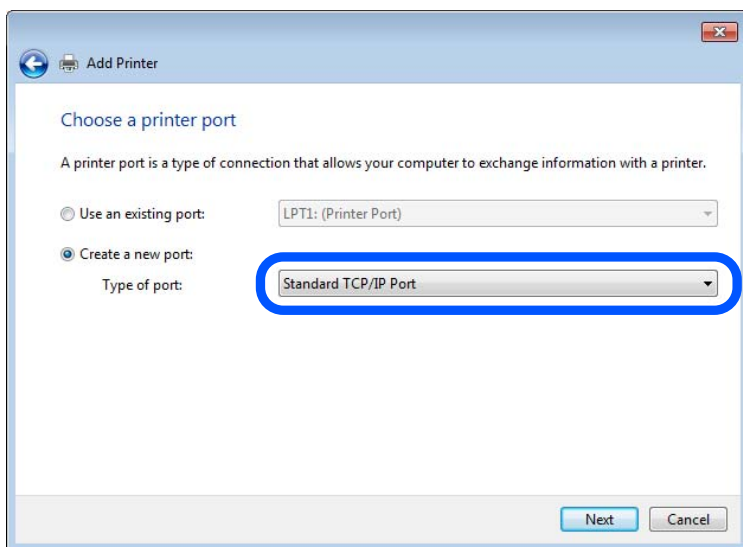 Add Printer
Choose a printer port
A printer port is a type of connection that allows your computer to exchange information with a printer.
Use an existing port: LPT1: (Printer Port)
Create a new port:
Type of port: Standard TCP/IP Port
Next Cancel